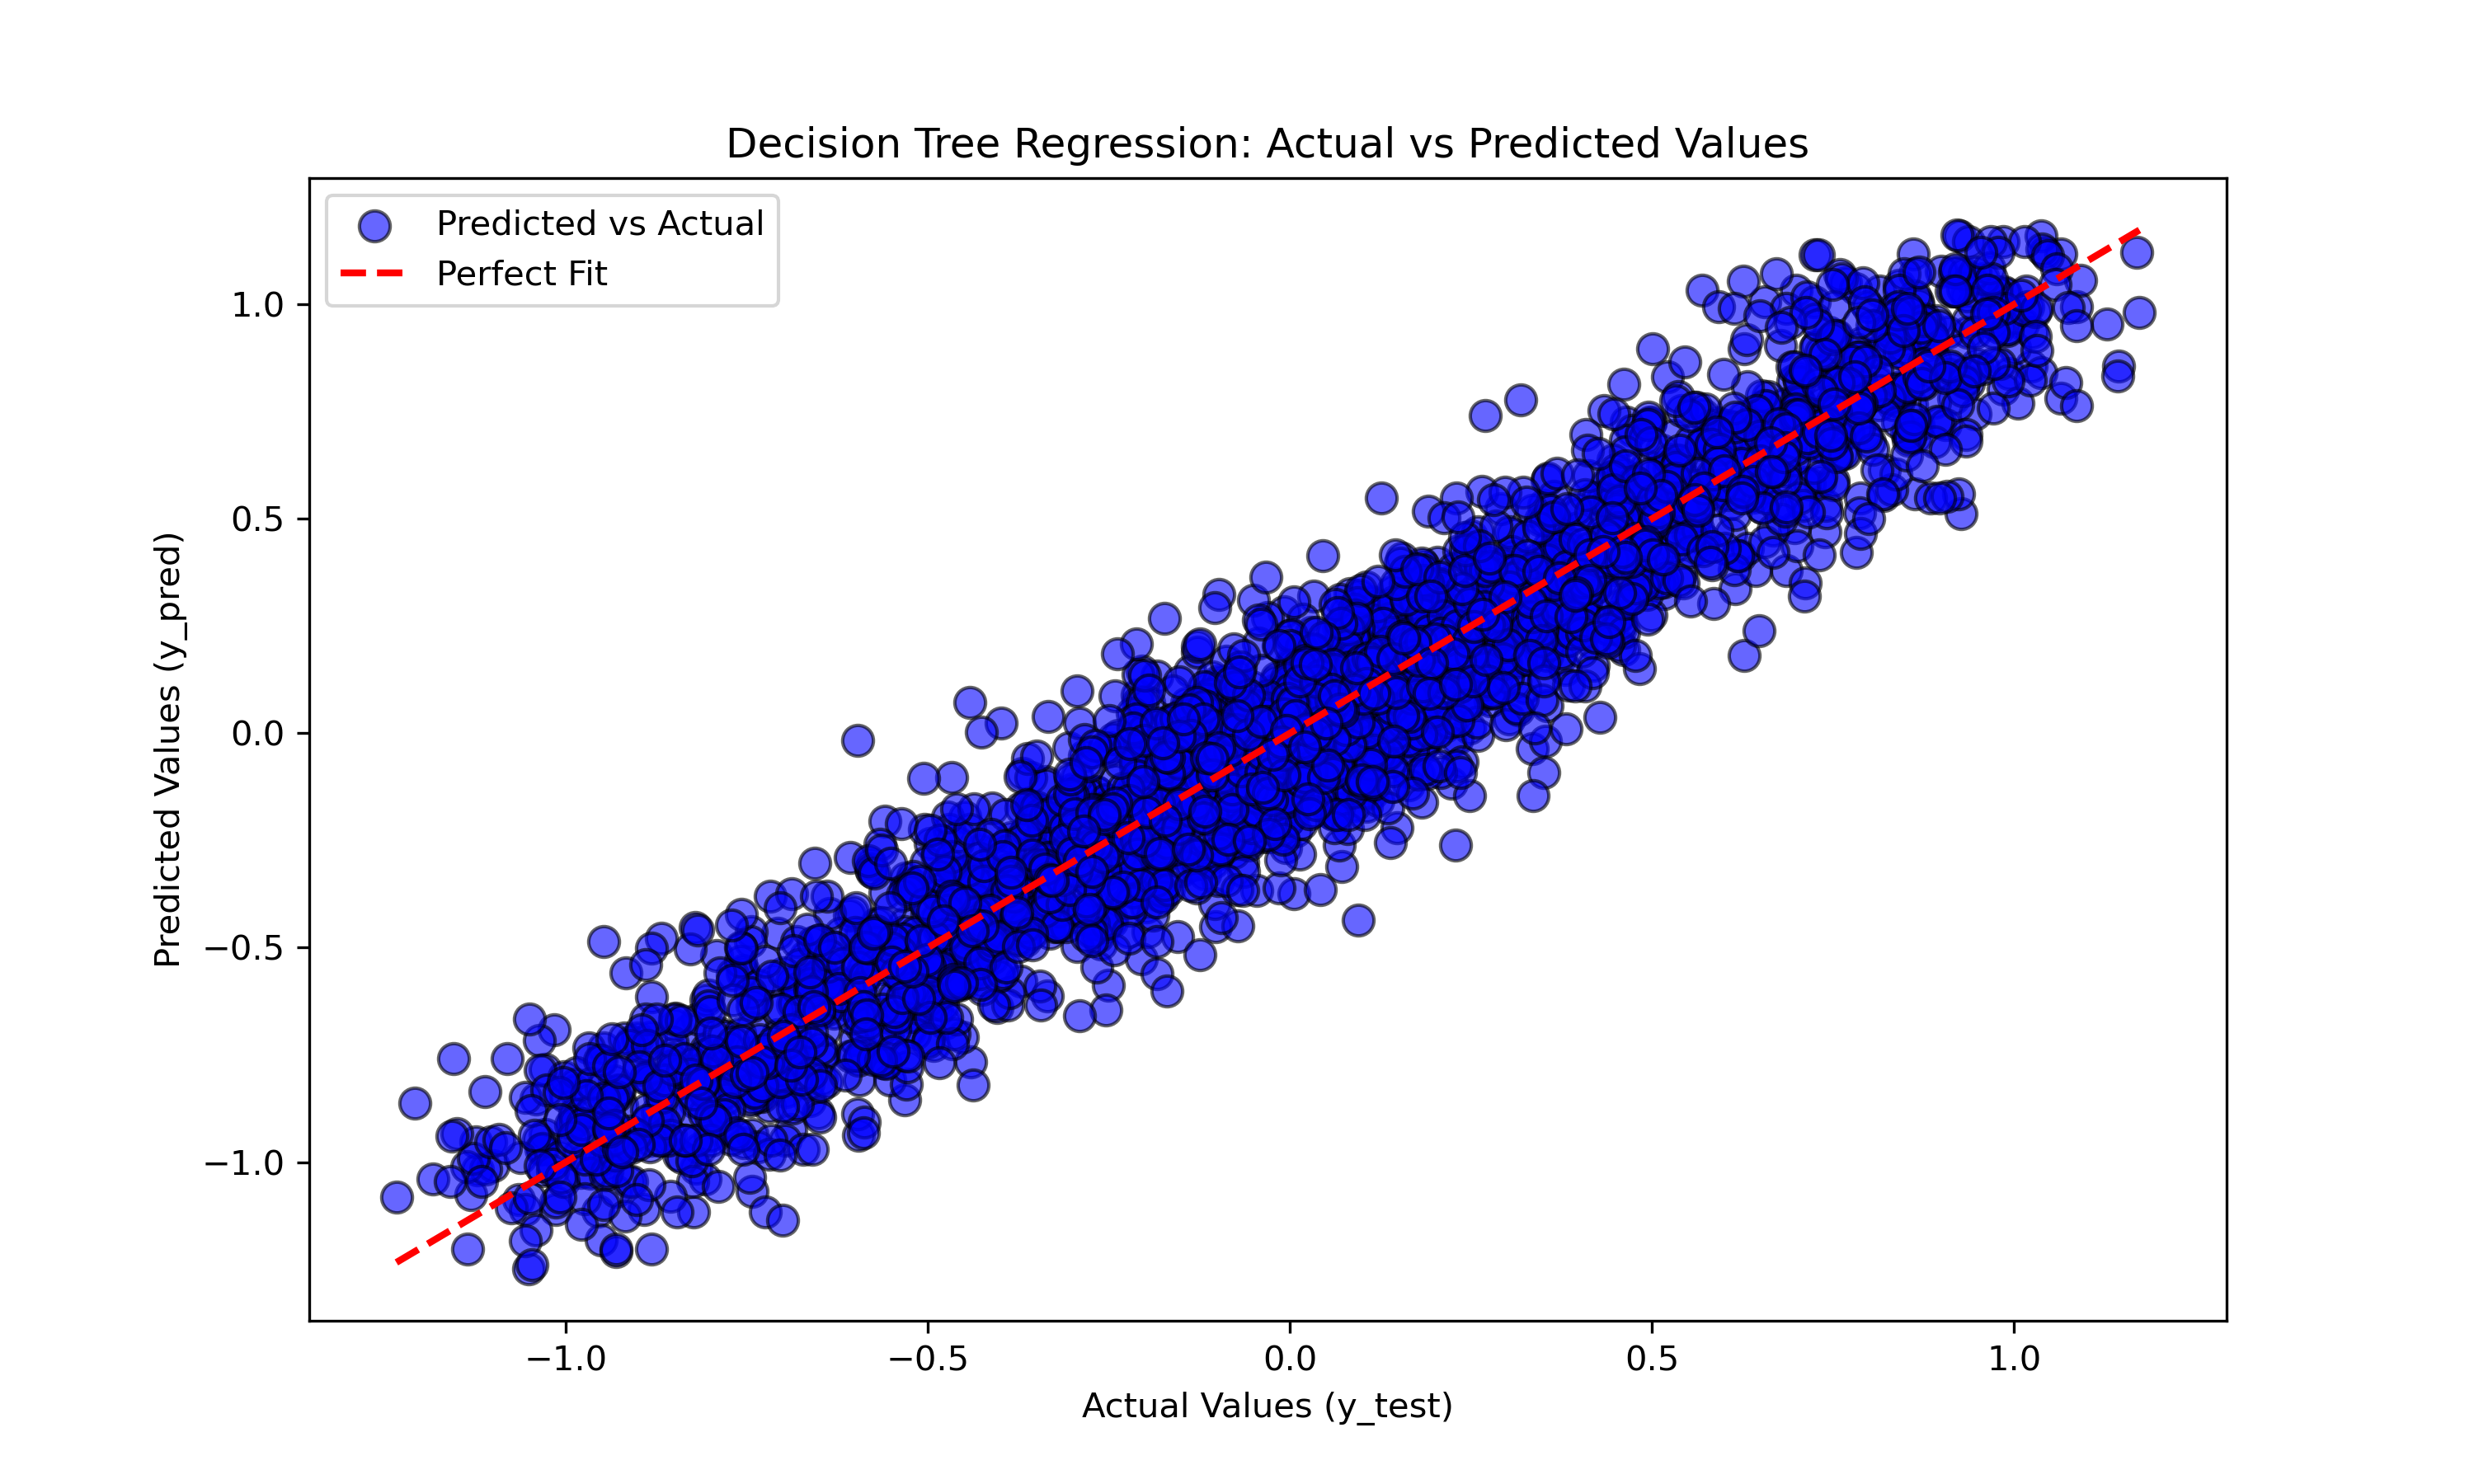 Decision Tree Regression: Actual vs Predicted Values
Predicted vs Actual
Perfect Fit
1.0
0.5
0.0
−0.5
−1.0
Predicted Values (y_pred)
−1.0
−0.5
0.0
0.5
1.0
Actual Values (y_test)